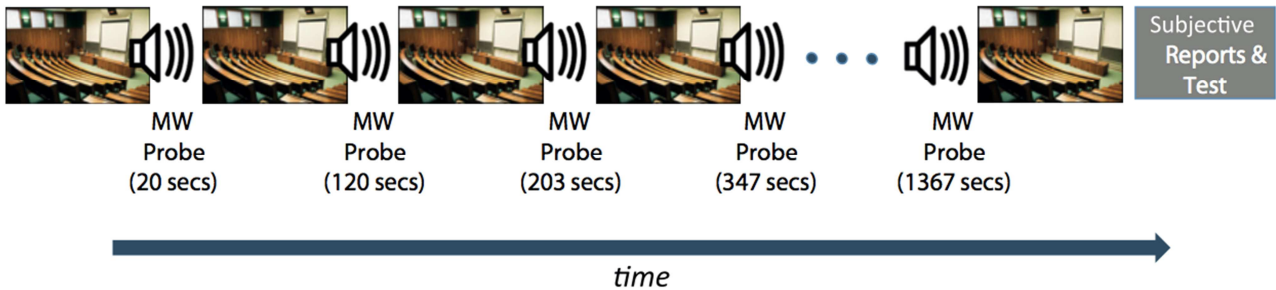 MW
Probe
(20 secs)
MW
Probe
(120 secs)
MW
Probe
(203 secs)
MW
Probe
(347 secs)
MW
Probe
(1367 secs)
Subjective
Reports &
Test
time